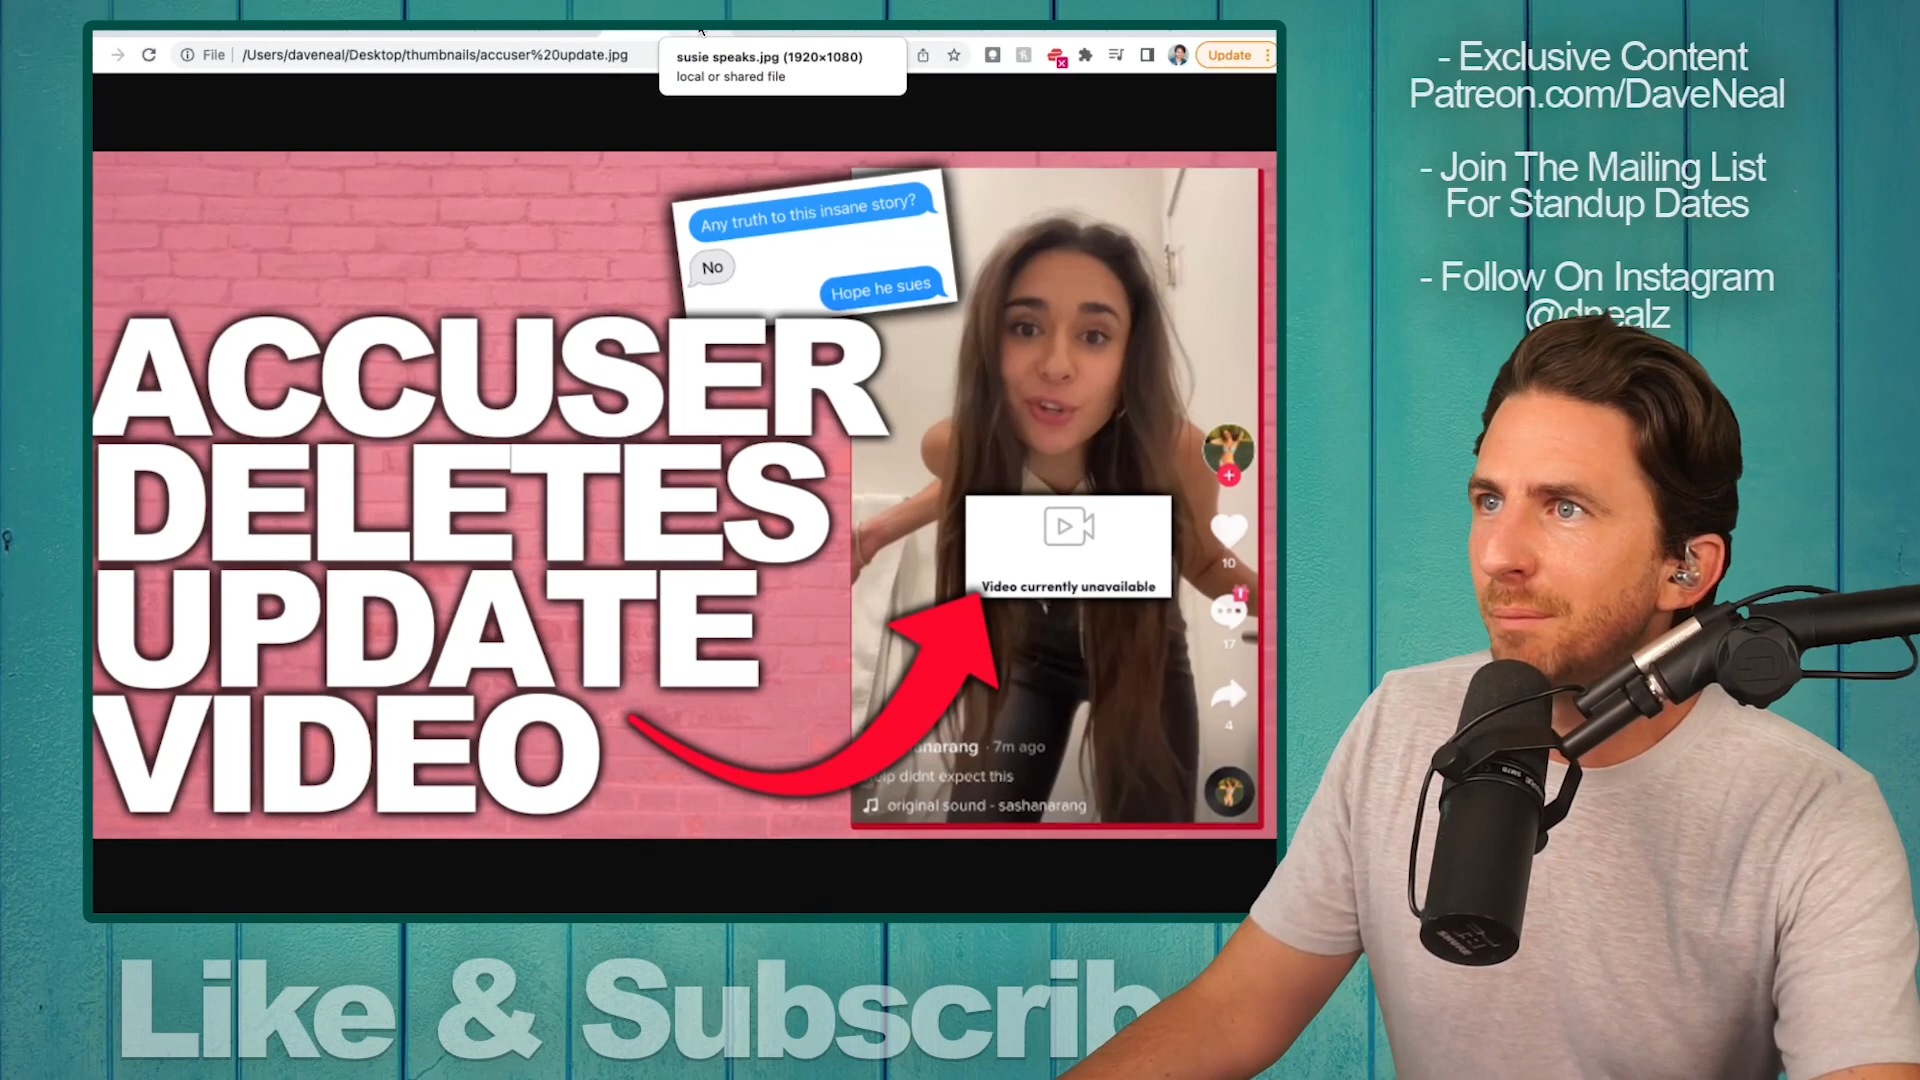 File
/Users/daveneal/Desktop/thumbnails/accuser%20update.jpg
susie speaks.jpg (1920×1080)
local or shared file
Update
Any truth to this insane story?
No
Hope he sues
ACCUSER
DELETES
UPDATE
VIDEO
10
Video currently unavailable
17
4
anarang · 7m ago
didnt expect this
original sound - sashanarang
- Exclusive Content
Patreon.com/DaveNeal
- Join The Mailing List
For Standup Dates
- Follow On Instagram
@dnealz
Like & Subscrib